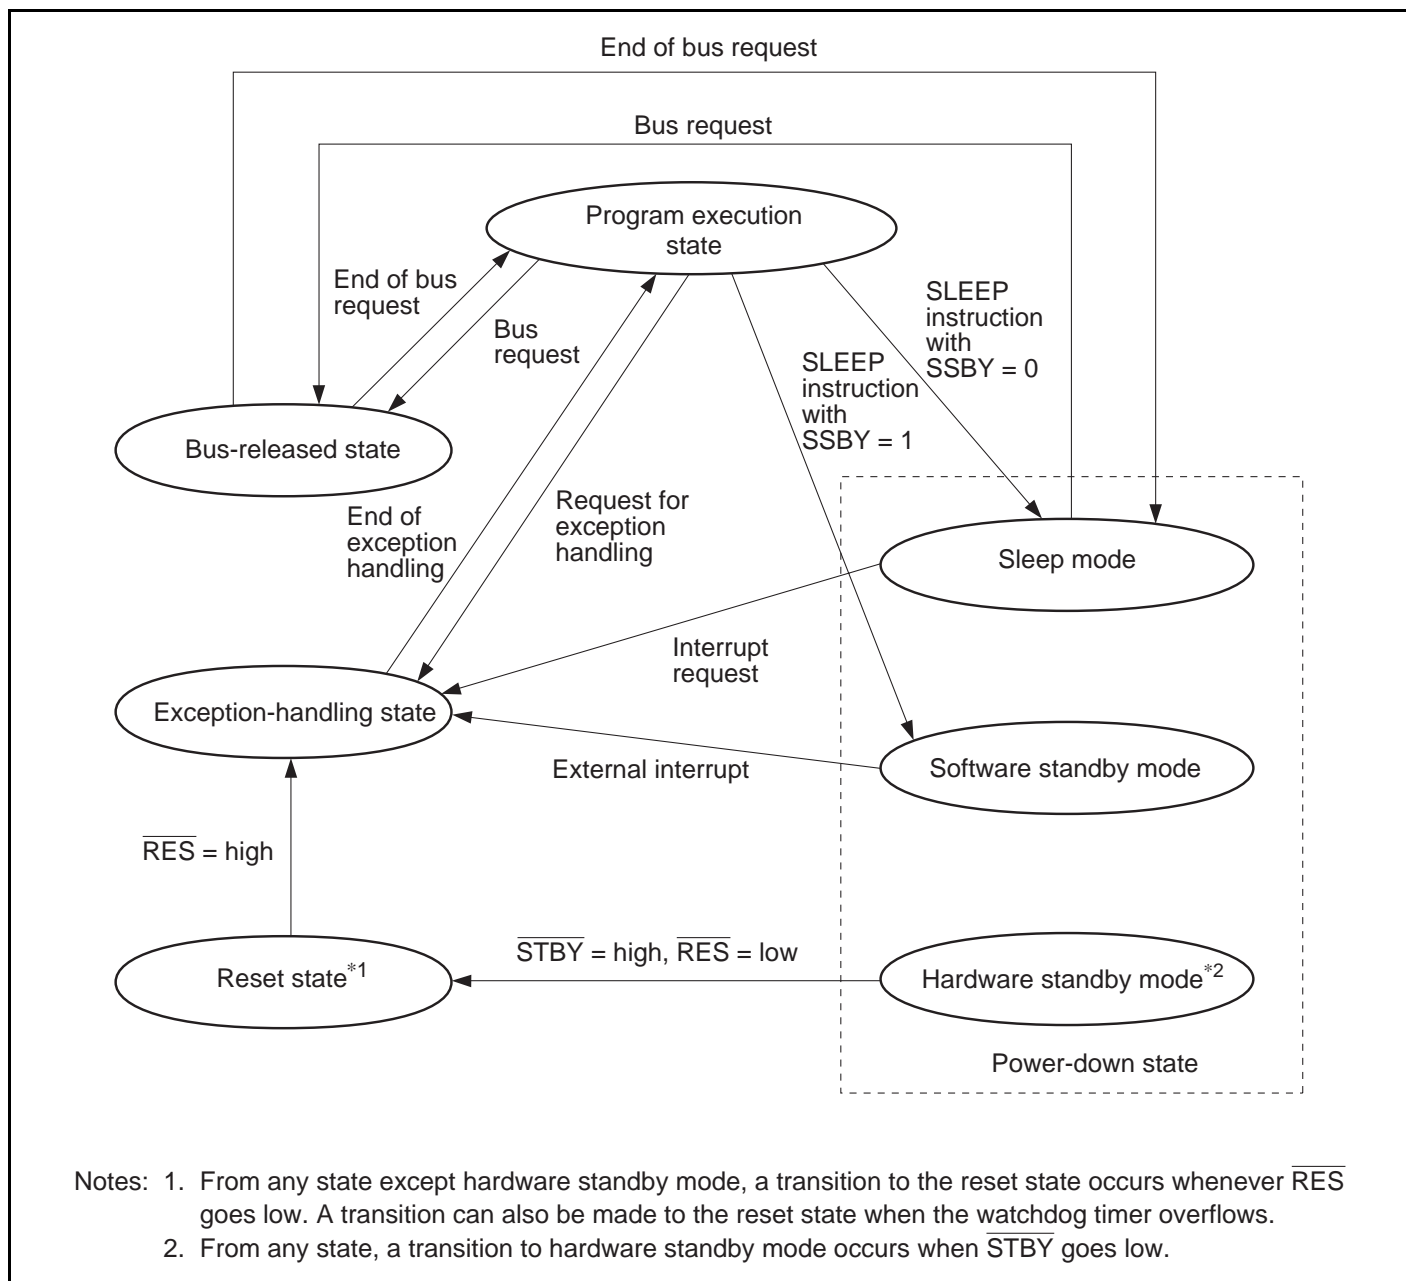 End of bus request
Bus request
Program execution
state
End of bus
request
Bus
request
SLEEP
instruction
with
SSBY = 0
SLEEP
instruction
with
SSBY = 1
Bus-released state
End of
exception
handling
Request for
exception
handling
Sleep mode
Interrupt
request
Exception-handling state
External interrupt
Software standby mode
R̅E̅S̅ = high
S̅T̅B̅Y̅ = high, R̅E̅S̅ = low
Reset state*1
Hardware standby mode*2
Power-down state
Notes: 1. From any state except hardware standby mode, a transition to the reset state occurs whenever R̅E̅S̅
goes low. A transition can also be made to the reset state when the watchdog timer overflows.
2. From any state, a transition to hardware standby mode occurs when S̅T̅B̅Y̅ goes low.